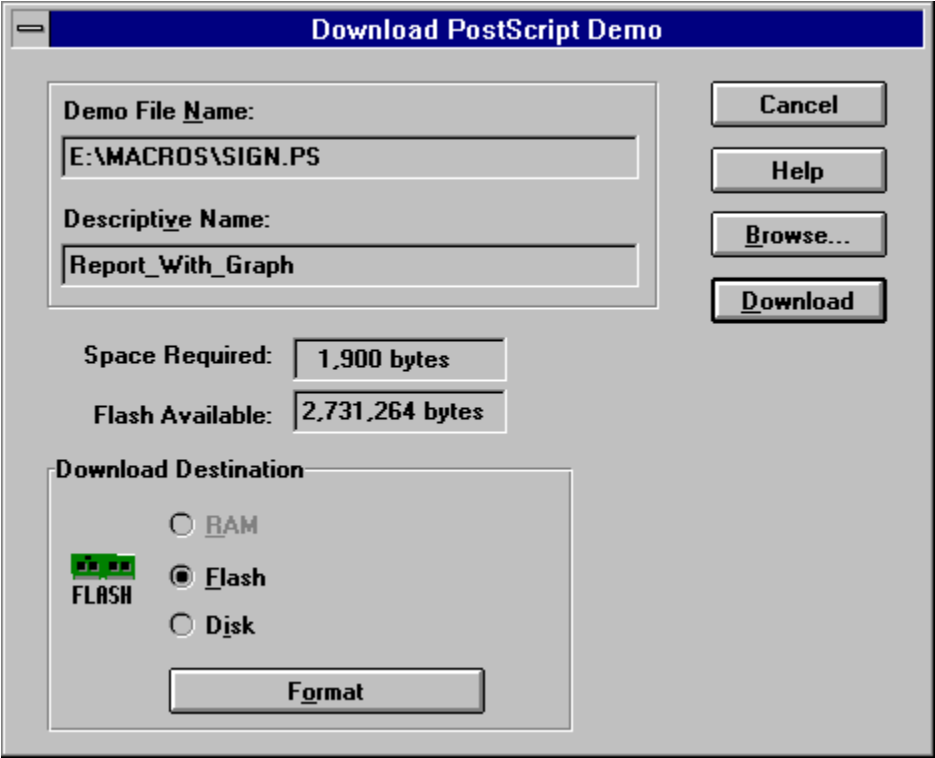 Download PostScript Demo
Demo File Name:
E:\MACROS\SIGN.PS
Descriptive Name:
Report_With_Graph
Cancel
Help
Browse...
Download
Space Required:
1,900 bytes
Flash Available:
2,731,264 bytes
Download Destination
RAM
FLASH
Flash
Disk
Format